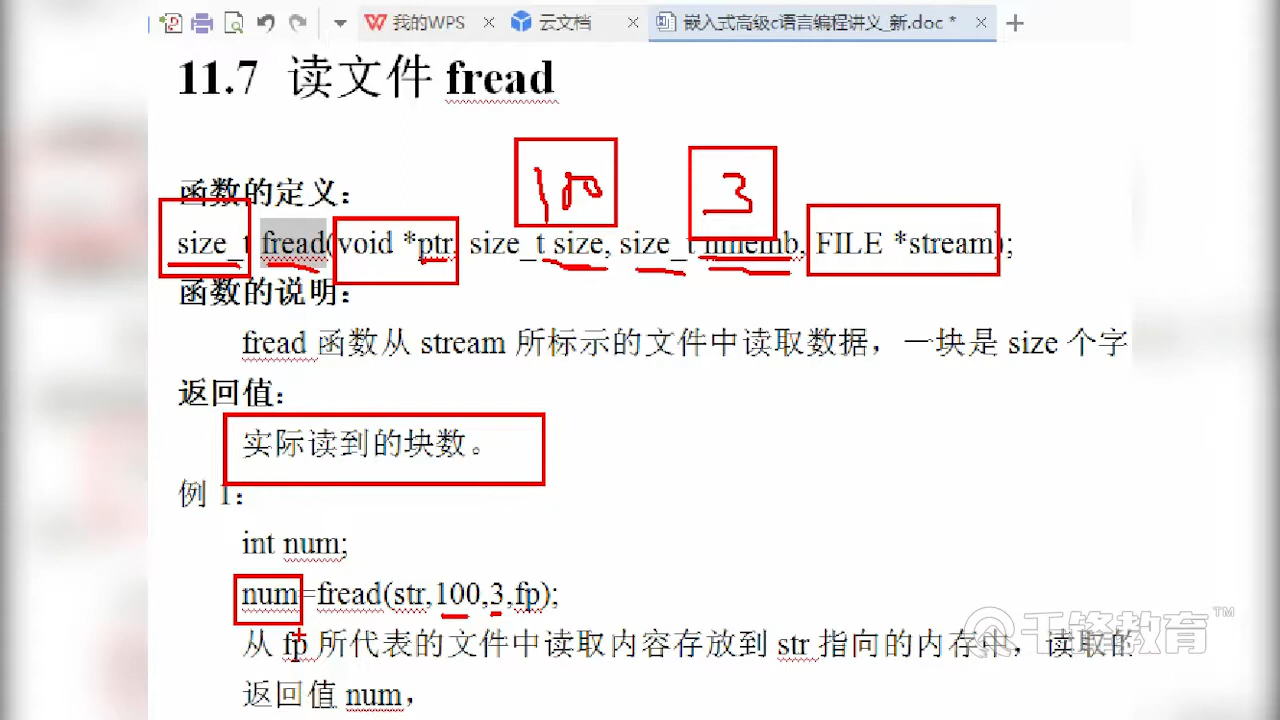 我的WPS 云文档 嵌入式高级c语言编程讲义_新.doc *
11.7 读文件 fread
100 3
函数的定义：
size_t fread(void *ptr, size_t size, size_t nmemb, FILE *stream);
函数的说明：
fread 函数从 stream 所标示的文件中读取数据，一块是 size 个字
返回值：
实际读到的块数。
例 1：
int num;
num=fread(str,100,3,fp);
从 fp 所代表的文件中读取内容存放到 str 指向的内存中，读取的
千锋教育™
返回值 num，